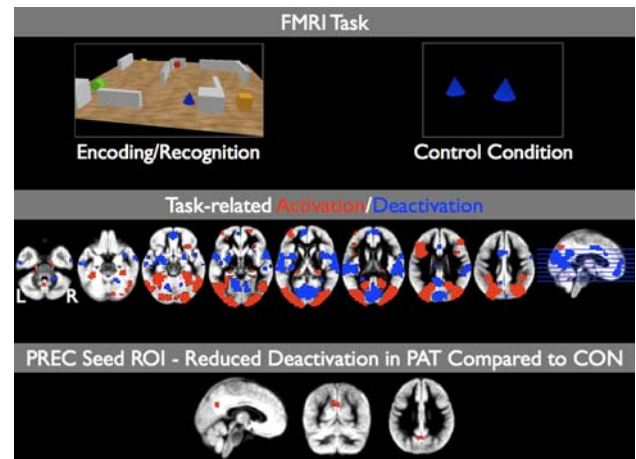 FMRI Task
Encoding/Recognition
Control Condition
Task-related Activation/Deactivation
L
R
PREC Seed ROI - Reduced Deactivation in PAT Compared to CON